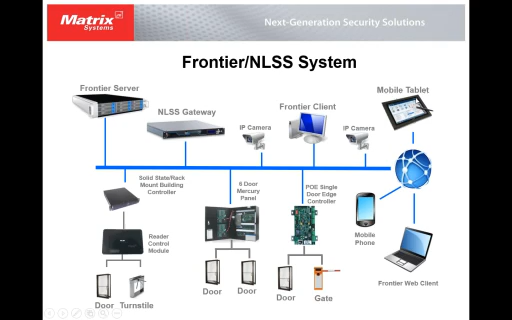 Matrix
Systems
Next-Generation Security Solutions
Frontier/NLSS System
Frontier Server
NLSS Gateway
IP Camera
Frontier Client
IP Camera
Mobile Tablet
Solid State/Rack
Mount Building
Controller
6 Door
Mercury
Panel
POE Single
Door Edge
Controller
Reader
Control
Module
Mobile
Phone
Frontier Web Client
Door
Turnstile
Door
Door
Door
Gate